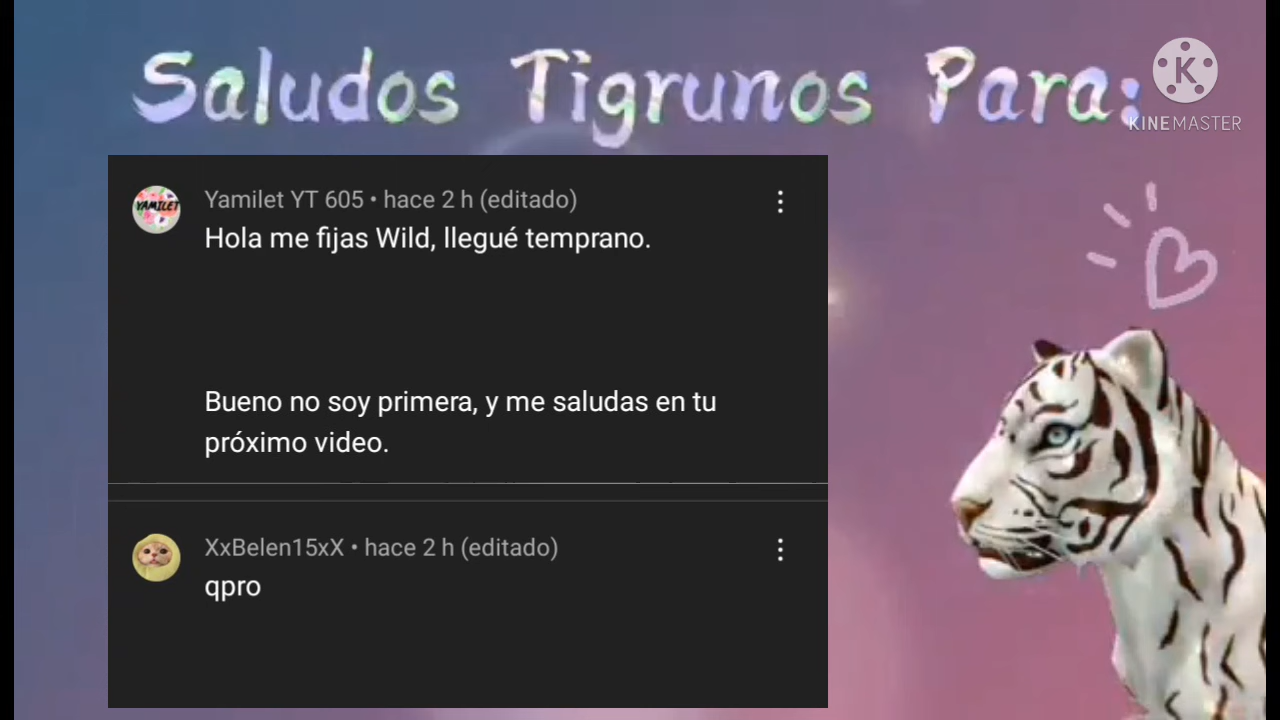 Saludos Tigrunos Para:
KINEMASTER
YAMILET
Yamilet YT 605 • hace 2 h (editado)
Hola me fijas Wild, llegué temprano.
Bueno no soy primera, y me saludas en tu
próximo video.
XxBelen15xX • hace 2 h (editado)
qpro